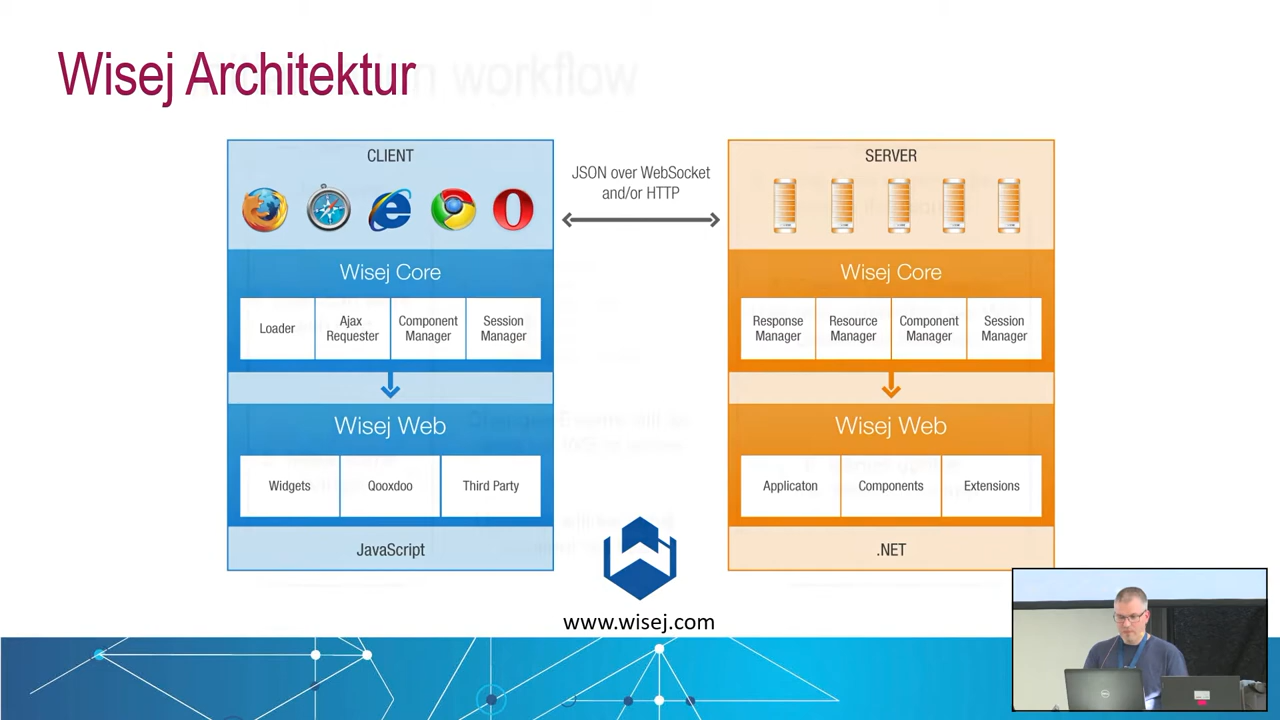 Wisej Architektur
workflow
CLIENT
JSON over WebSocket
and/or HTTP
SERVER
Wisej Core
Loader
Ajax
Requester
Component
Manager
Session
Manager
Wisej Core
Response
Manager
Resource
Manager
Component
Manager
Session
Manager
Wisej Web
Widgets
Qooxdoo
Third Party
JavaScript
Wisej Web
Applicaton
Components
Extensions
.NET
www.wisej.com